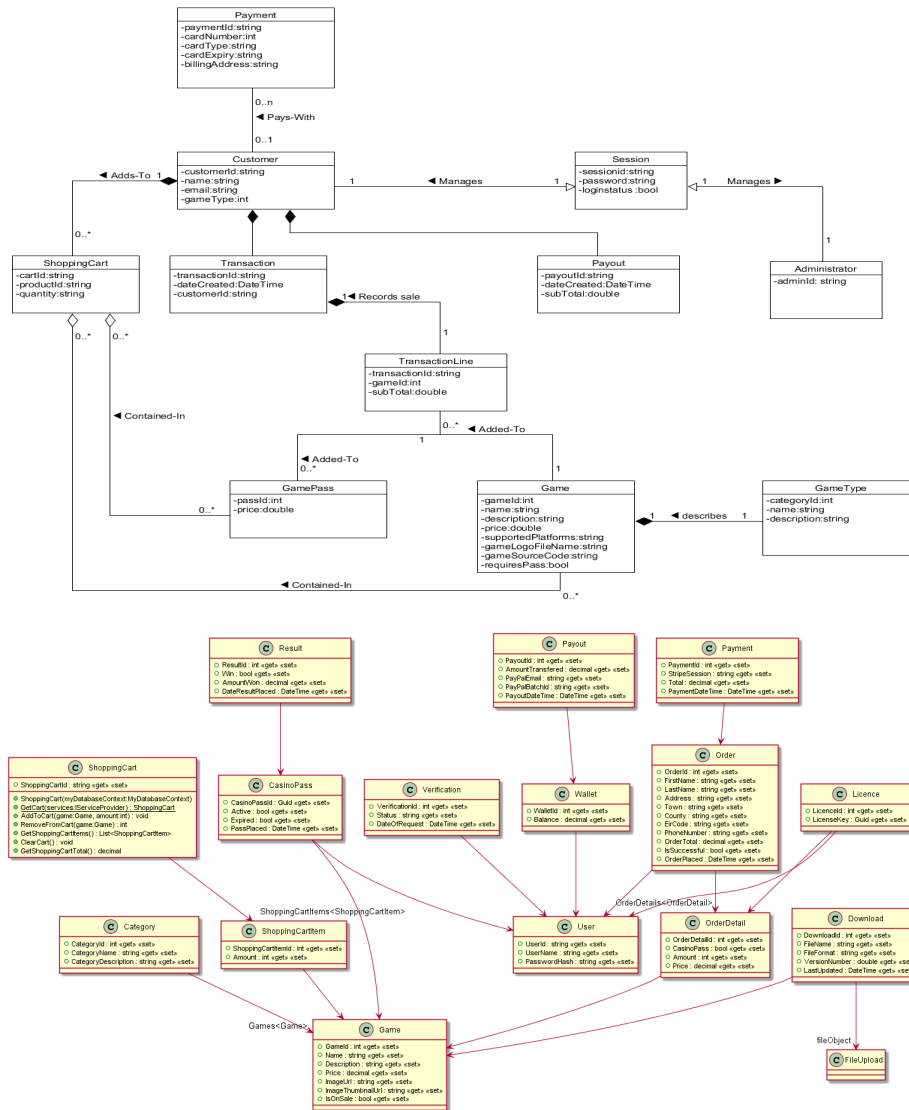 Payment
-paymentId:string
-cardNumber:int
-cardType:string
-cardExpiry:string
-billingAddress:string
0..n
◄ Pays-With
0..1
Customer
-customerId:string
-name:string
-email:string
-gameType:int
Session
-sessionid:string
-password:string
-loginstatus :bool
◄ Adds-To 1
1 ◄ Manages 1
1 Manages ►
0..*
1
ShoppingCart
-cartId:string
-productId:string
-quantity:string
Transaction
-transactionId:string
-dateCreated:DateTime
-customerId:string
Payout
-payoutId:string
-dateCreated:DateTime
-subTotal:double
Administrator
-adminId: string
1◄ Records sale
1
0..*
0..*
TransactionLine
-transactionId:string
-gameId:int
-subTotal:double
◄ Contained-In
0..*
◄ Added-To
1
◄ Added-To
0..*
1
GamePass
-passId:int
-price:double
0..*
Game
-gameId:int
-name:string
-description:string
-price:double
-supportedPlatforms:string
-gameLogoFileName:string
-gameSourceCode:string
-requiresPass:bool
1 ◄ describes 1
GameType
-categoryId:int
-name:string
-description:string
◄ Contained-In
0..*
C Result
ResultId : int «get» «set»
Win : bool «get» «set»
AmountWon : decimal «get» «set»
DateResultPlaced : DateTime «get» «set»
C Payout
PayoutId : int «get» «set»
AmountTransfered : decimal «get» «set»
PayPalEmail : string «get» «set»
PayPalBatchId : string «get» «set»
PayoutDateTime : DateTime «get» «set»
C Payment
PaymentId : int «get» «set»
StripeSession : string «get» «set»
Total : decimal «get» «set»
PaymentDateTime : DateTime «get» «set»
C ShoppingCart
ShoppingCartId : string «get» «set»
ShoppingCart(myDatabaseContext:MyDatabaseContext)
GetCart(services:IServiceProvider) : ShoppingCart
AddToCart(game:Game, amount:int) : void
RemoveFromCart(game:Game) : int
GetShoppingCartItems() : List<ShoppingCartItem>
ClearCart() : void
GetShoppingCartTotal() : decimal
C CasinoPass
CasinoPassId : Guid «get» «set»
Active : bool «get» «set»
Expired : bool «get» «set»
PassPlaced : DateTime «get» «set»
C Verification
VerificationId : int «get» «set»
Status : string «get» «set»
DateOfRequest : DateTime «get» «set»
C Wallet
WalletId : int «get» «set»
Balance : decimal «get» «set»
C Order
OrderId : int «get» «set»
FirstName : string «get» «set»
LastName : string «get» «set»
Address : string «get» «set»
Town : string «get» «set»
County : string «get» «set»
EirCode : string «get» «set»
PhoneNumber : string «get» «set»
OrderTotal : decimal «get» «set»
IsSuccessful : bool «get» «set»
OrderPlaced : DateTime «get» «set»
C Licence
LicenceId : int «get» «set»
LicenseKey : Guid «get» «set»
ShoppingCartItems<ShoppingCartItem>
OrderDetails<OrderDetail>
C Category
CategoryId : int «get» «set»
CategoryName : string «get» «set»
CategoryDescription : string «get» «set»
C ShoppingCartItem
ShoppingCartItemId : int «get» «set»
Amount : int «get» «set»
C User
UserId : int «get» «set»
UserName : string «get» «set»
PasswordHash : string «get» «set»
C OrderDetail
OrderDetailId : int «get» «set»
CasinoPass : bool «get» «set»
Amount : int «get» «set»
Price : decimal «get» «set»
C Download
DownloadId : int «get» «set»
FileName : string «get» «set»
FileFormat : string «get» «set»
VersionNumber : double «get» «set»
LastUpdated : DateTime «get» «set»
Games<Game>
C Game
GameId : int «get» «set»
Name : string «get» «set»
Description : string «get» «set»
Price : decimal «get» «set»
ImageUrl : string «get» «set»
ImageThumbnailUrl : string «get» «set»
IsOnSale : bool «get» «set»
fileObject
C FileUpload